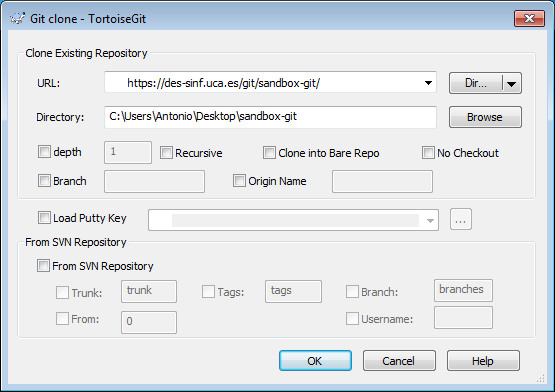 Git clone - TortoiseGit
Clone Existing Repository
URL: https://des-sinf.uca.es/git/sandbox-git/ Dir...
Directory: C:\Users\Antonio\Desktop\sandbox-git Browse
depth 1 Recursive Clone into Bare Repo No Checkout
Branch Origin Name
Load Putty Key ...
From SVN Repository
From SVN Repository
Trunk: trunk Tags: tags Branch: branches
From: 0 Username:
OK Cancel Help